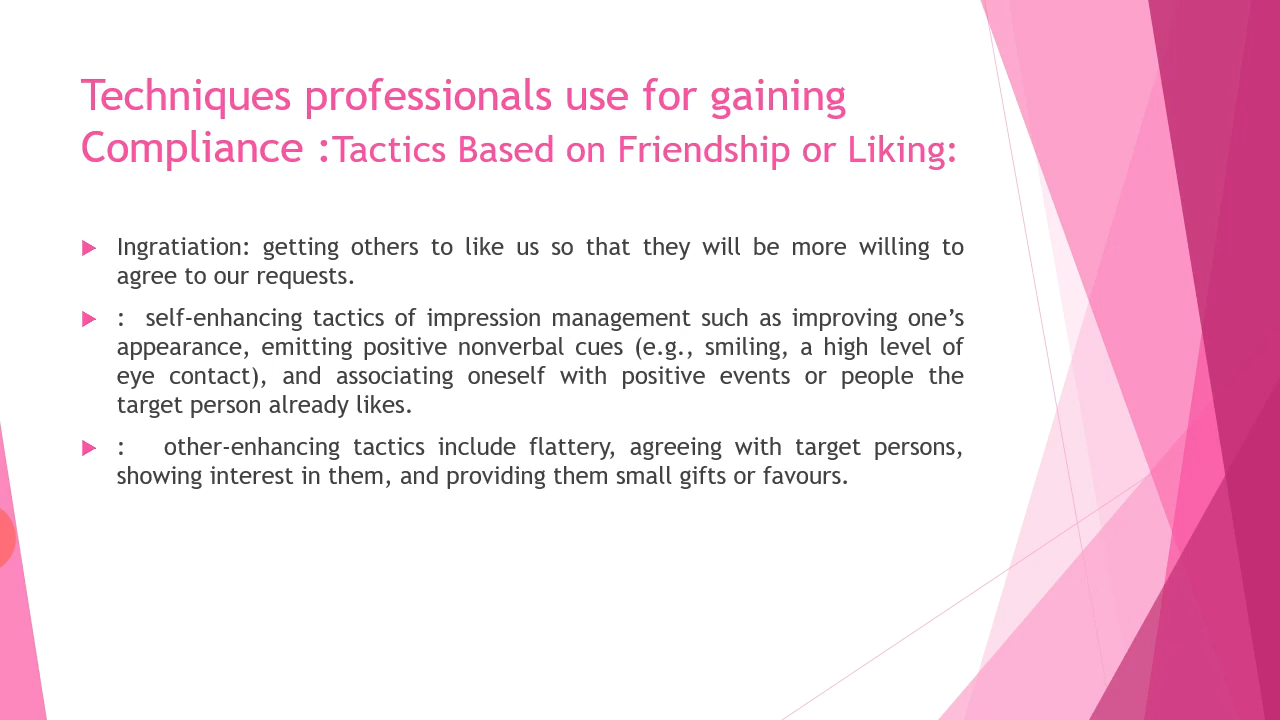 Techniques professionals use for gaining
Compliance :Tactics Based on Friendship or Liking:
Ingratiation: getting others to like us so that they will be more willing to
agree to our requests.
: self-enhancing tactics of impression management such as improving one’s
appearance, emitting positive nonverbal cues (e.g., smiling, a high level of
eye contact), and associating oneself with positive events or people the
target person already likes.
: other-enhancing tactics include flattery, agreeing with target persons,
showing interest in them, and providing them small gifts or favours.